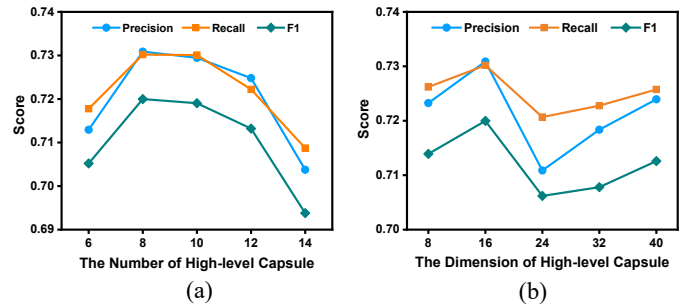 0.74
Precision Recall F1
0.73
0.72
0.71
0.70
0.69
Score
6 8 10 12 14
The Number of High-level Capsule
(a)
0.74
Precision Recall F1
0.73
0.72
0.70
Score
8 16 24 32 40
The Dimension of High-level Capsule
(b)